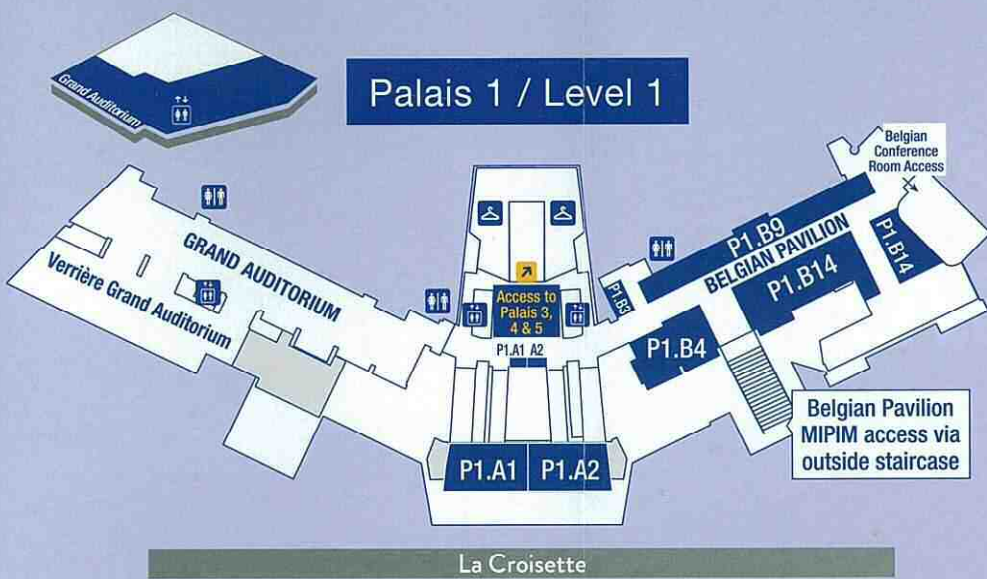 Grand Auditorium
Palais 1 / Level 1
Belgian
Conference
Room Access
GRAND AUDITORIUM
Verrière Grand Auditorium
Access to
Palais 3,
4 & 5
P1.A1 A2
P1.B3
P1.B9
BELGIAN PAVILION
P1.B14
P1.B14
P1.B4
Belgian Pavilion
MIPIM access via
outside staircase
P1.A1
P1.A2
La Croisette